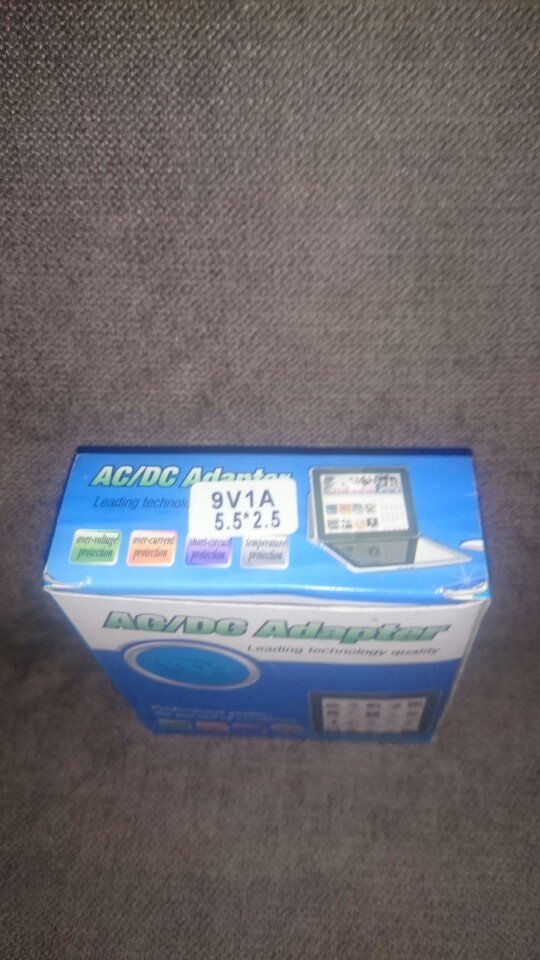 AC/DC Adapter
Leading technolo
9V1A
5.5*2.5
over-voltage protection
over-current protection
short-circuit protection
temperature protection
AC/DC Adapter
Leading technology quality